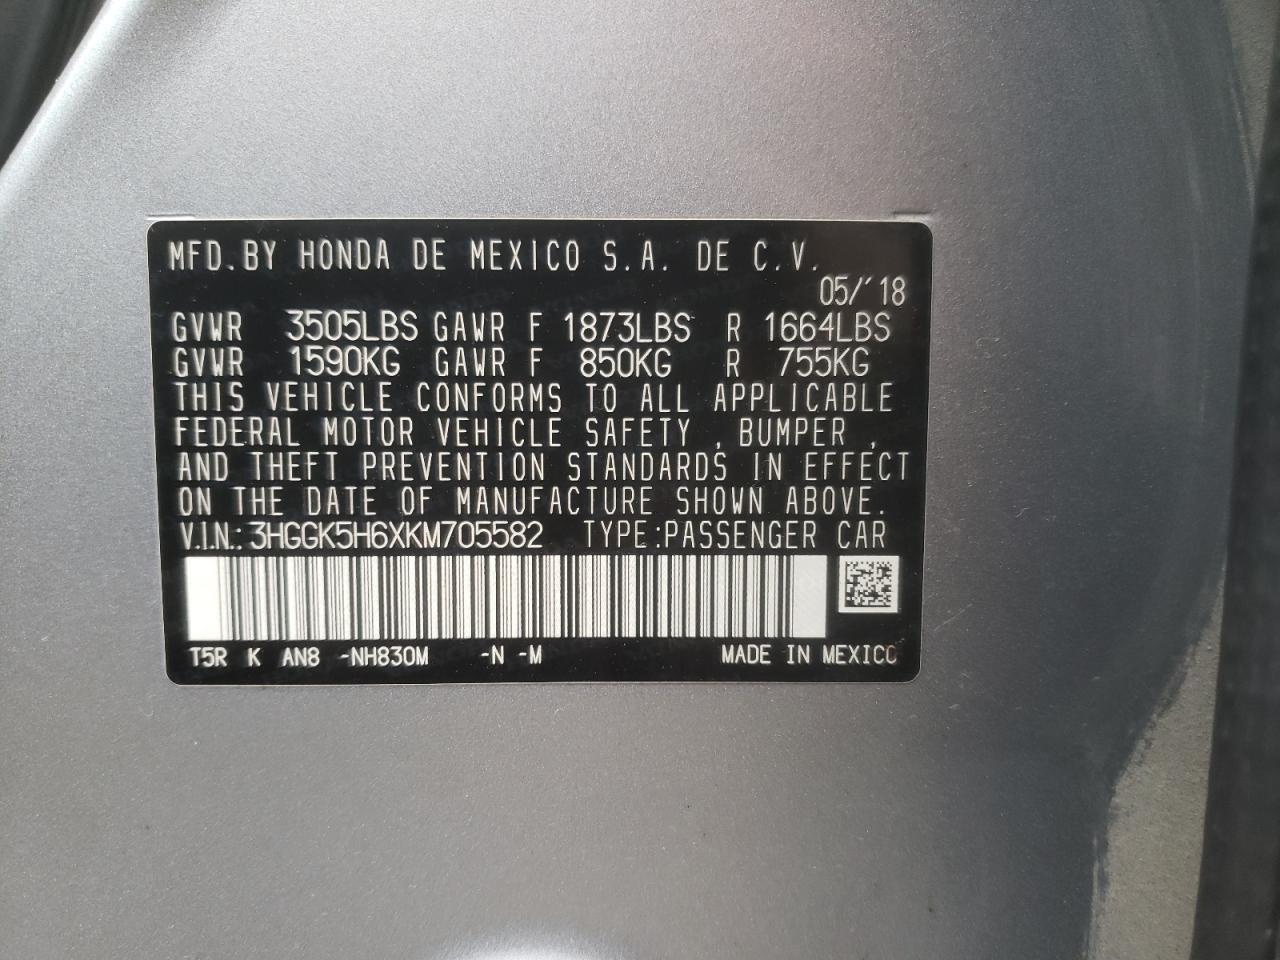 MFD.BY HONDA DE MEXICO S.A. DE C.V.
05/'18
GVWR 3505LBS GAWR F 1873LBS R 1664LBS
GVWR 1590KG GAWR F 850KG R 755KG
THIS VEHICLE CONFORMS TO ALL APPLICABLE
FEDERAL MOTOR VEHICLE SAFETY , BUMPER ,
AND THEFT PREVENTION STANDARDS IN EFFECT
ON THE DATE OF MANUFACTURE SHOWN ABOVE.
V.I.N.: 3HGGK5H6XKM705582 TYPE:PASSENGER CAR
T5R K AN8 -NH830M -N -M MADE IN MEXICO